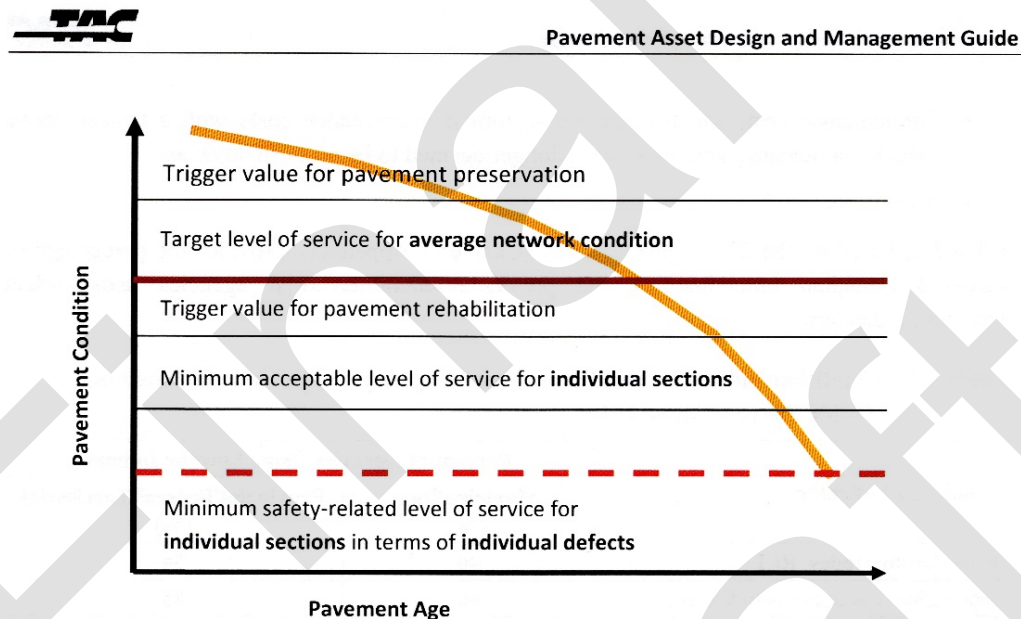 TAC
Pavement Asset Design and Management Guide
Trigger value for pavement preservation
Target level of service for average network condition
Trigger value for pavement rehabilitation
Minimum acceptable level of service for individual sections
Minimum safety-related level of service for
individual sections in terms of individual defects
Pavement Condition
Pavement Age
Final
Draft